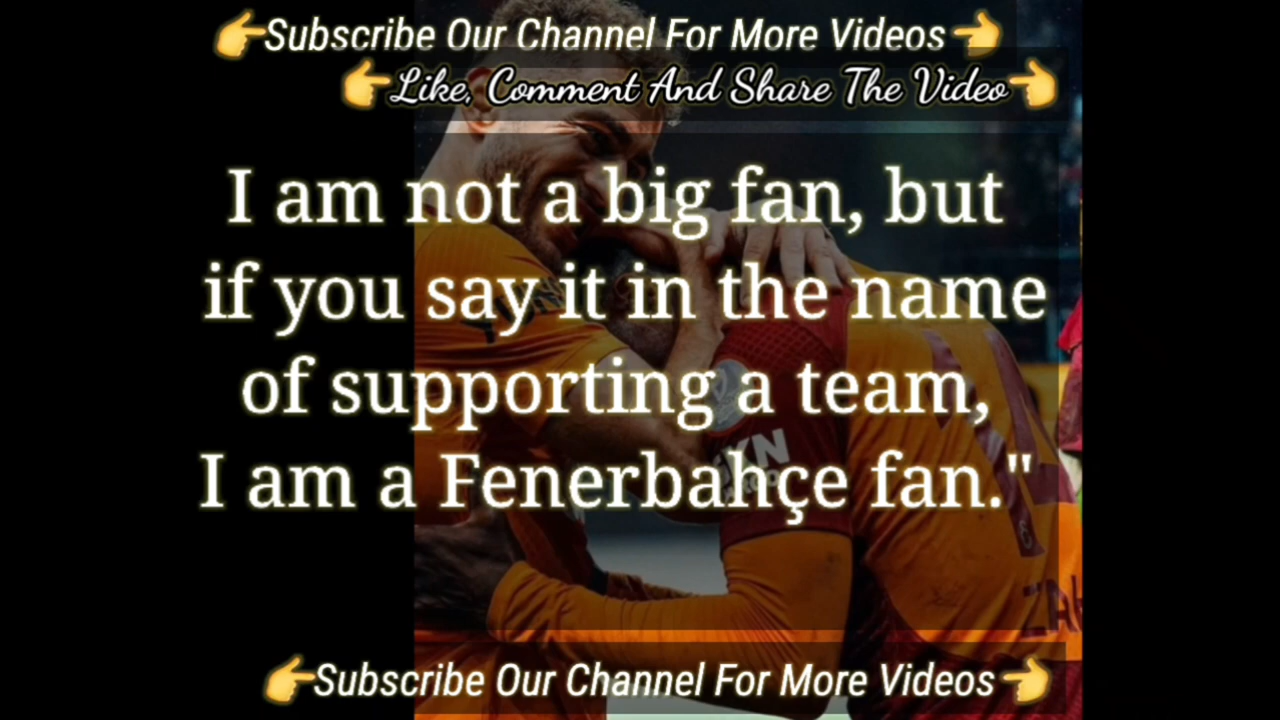 👉Subscribe Our Channel For More Videos👈
👉Like, Comment And Share The Video👈
I am not a big fan, but
if you say it in the name
of supporting a team,
I am a Fenerbahçe fan."
👉Subscribe Our Channel For More Videos👈